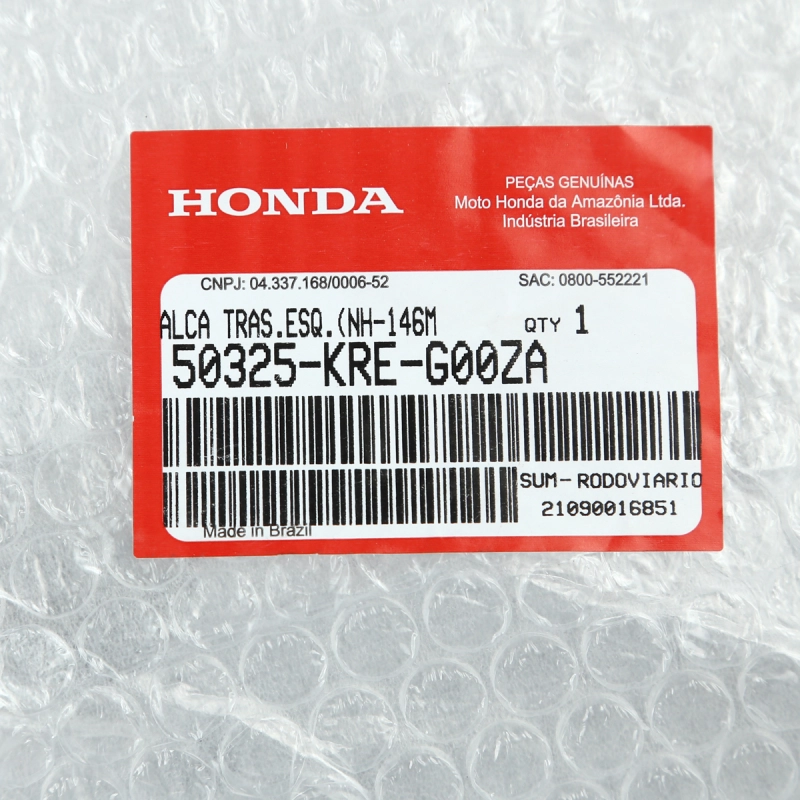 HONDA
PEÇAS GENUÍNAS
Moto Honda da Amazônia Ltda.
Indústria Brasileira
CNPJ: 04.337.168/0006-52
SAC: 0800-552221
ALCA TRAS.ESQ.(NH-146M
QTY 1
50325-KRE-G00ZA
SUM-RODOVIARIO
21090016851
Made in Brazil